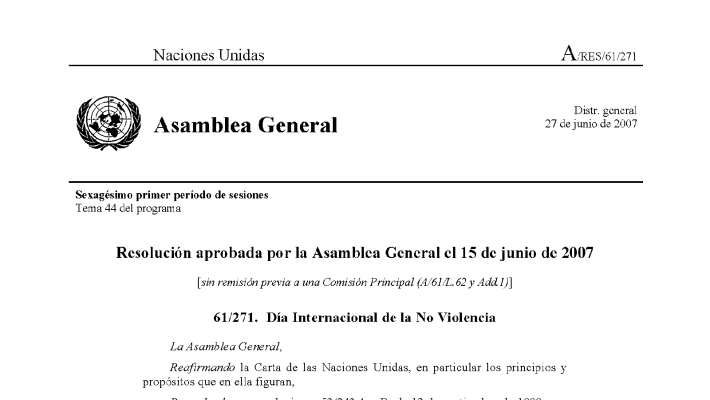 Naciones Unidas A/RES/61/271
Asamblea General
Distr. general
27 de junio de 2007
Sexagésimo primer período de sesiones
Tema 44 del programa
Resolución aprobada por la Asamblea General el 15 de junio de 2007
[sin remisión previa a una Comisión Principal (A/61/L.62 y Add.1)]
61/271. Día Internacional de la No Violencia
La Asamblea General,
Reafirmando la Carta de las Naciones Unidas, en particular los principios y
propósitos que en ella figuran,